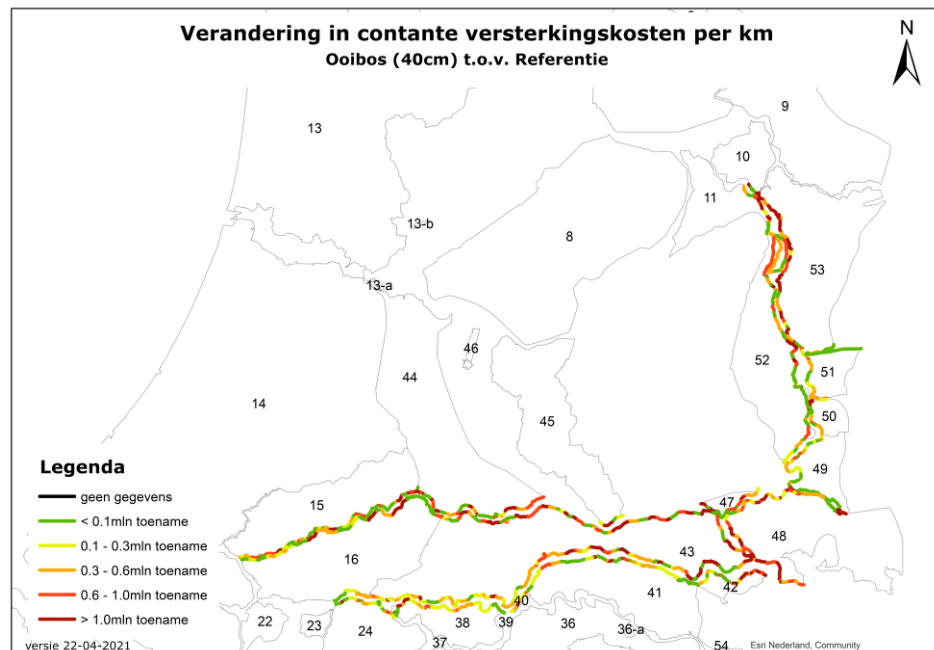 Verandering in contante versterkingskosten per km
Ooibos (40cm) t.o.v. Referentie
N
9
13
10
11
13-b
8
53
13-a
46
52
44
51
14
45
50
49
Legenda
geen gegevens
< 0.1mln toename
0.1 - 0.3mln toename
0.3 - 0.6mln toename
0.6 - 1.0mln toename
> 1.0mln toename
15
47
48
16
43
42
41
40
22
23
24
38
39
36
36-a
37
54
versie 22-04-2021
Esri Nederland, Community